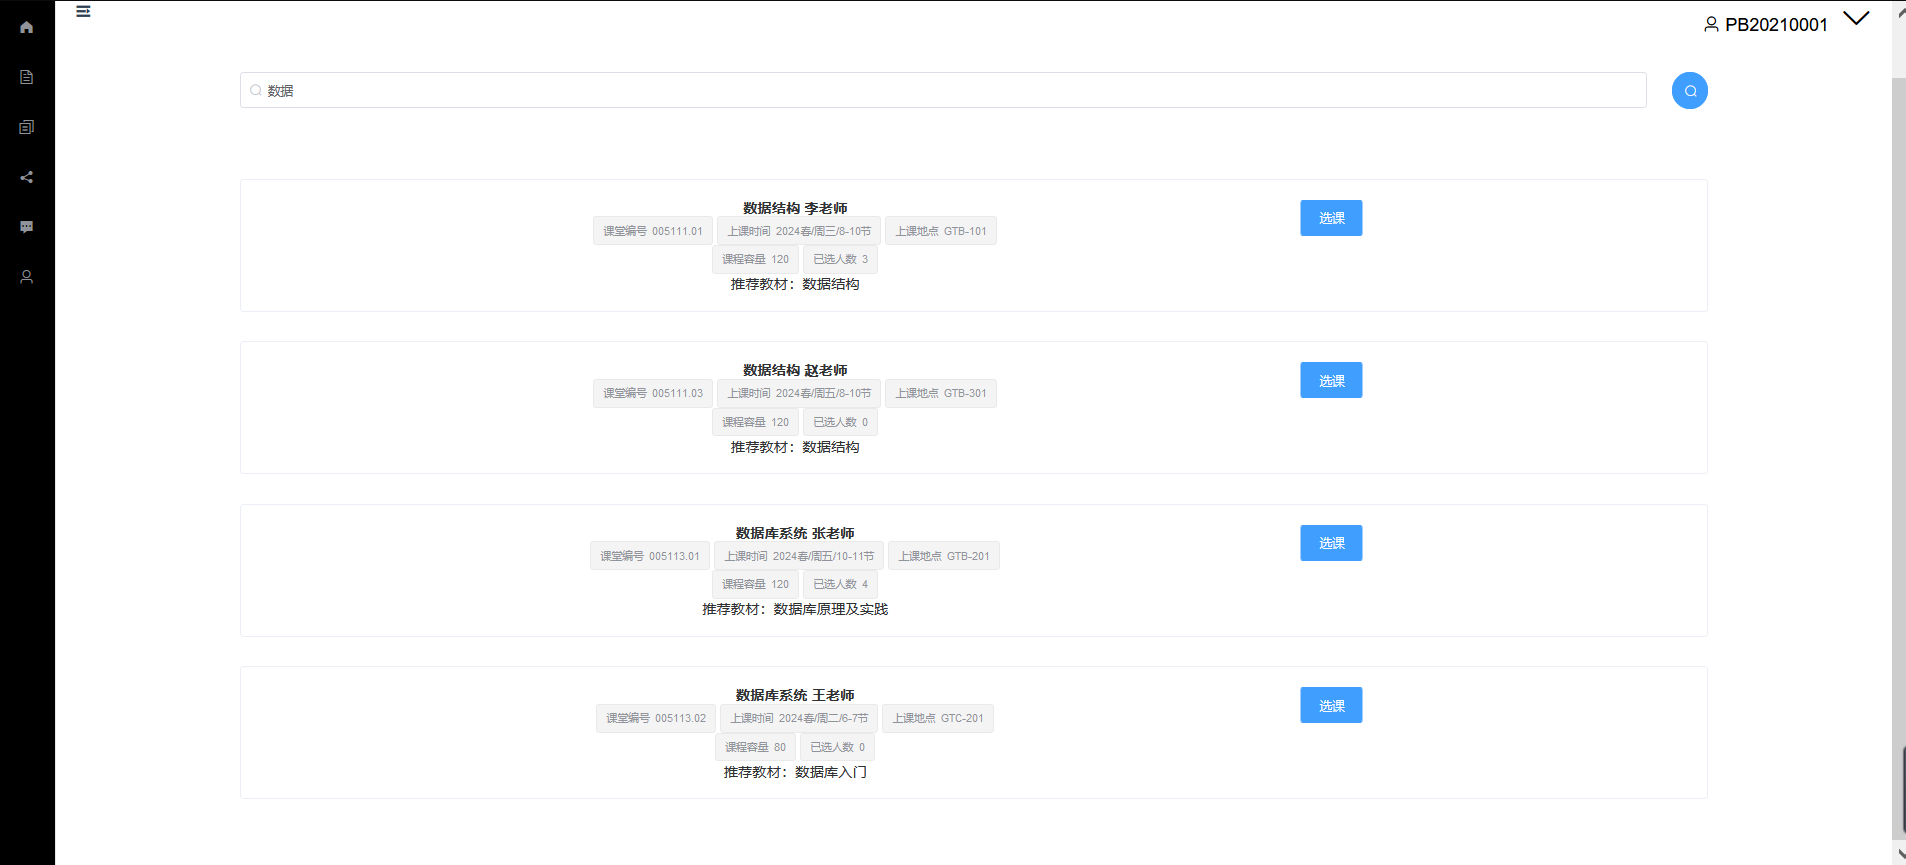 PB20210001
数据
数据结构 李老师
选课
课堂编号 005111.01 上课时间 2024春/周三/8-10节 上课地点 GTB-101
课程容量 120 已选人数 3
推荐教材：数据结构
数据结构 赵老师
选课
课堂编号 005111.03 上课时间 2024春/周五/8-10节 上课地点 GTB-301
课程容量 120 已选人数 0
推荐教材：数据结构
数据库系统 张老师
选课
课堂编号 005113.01 上课时间 2024春/周五/10-11节 上课地点 GTB-201
课程容量 120 已选人数 4
推荐教材：数据库原理及实践
数据库系统 王老师
选课
课堂编号 005113.02 上课时间 2024春/周二/6-7节 上课地点 GTC-201
课程容量 80 已选人数 0
推荐教材：数据库入门